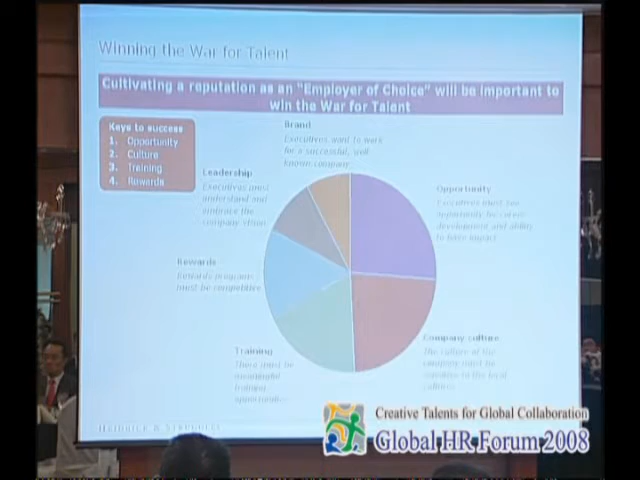 Winning the War for Talent
Cultivating a reputation as an "Employer of Choice" will be important to
win the War for Talent
Keys to success
1. Opportunity
2. Culture
3. Training
4. Rewards
Brand
Executives want to work
for a successful, well
known company
Leadership
Executives must
understand and
embrace the
company vision
Opportunity
Executives must see
opportunity for career
development and ability
to have impact
Rewards
Rewards programs
must be competitive
Company culture
The culture of the
company must be
to the local
culture
Training
There must be
meaningful
training
opportunities
Creative Talents for Global Collaboration
Global HR Forum 2008